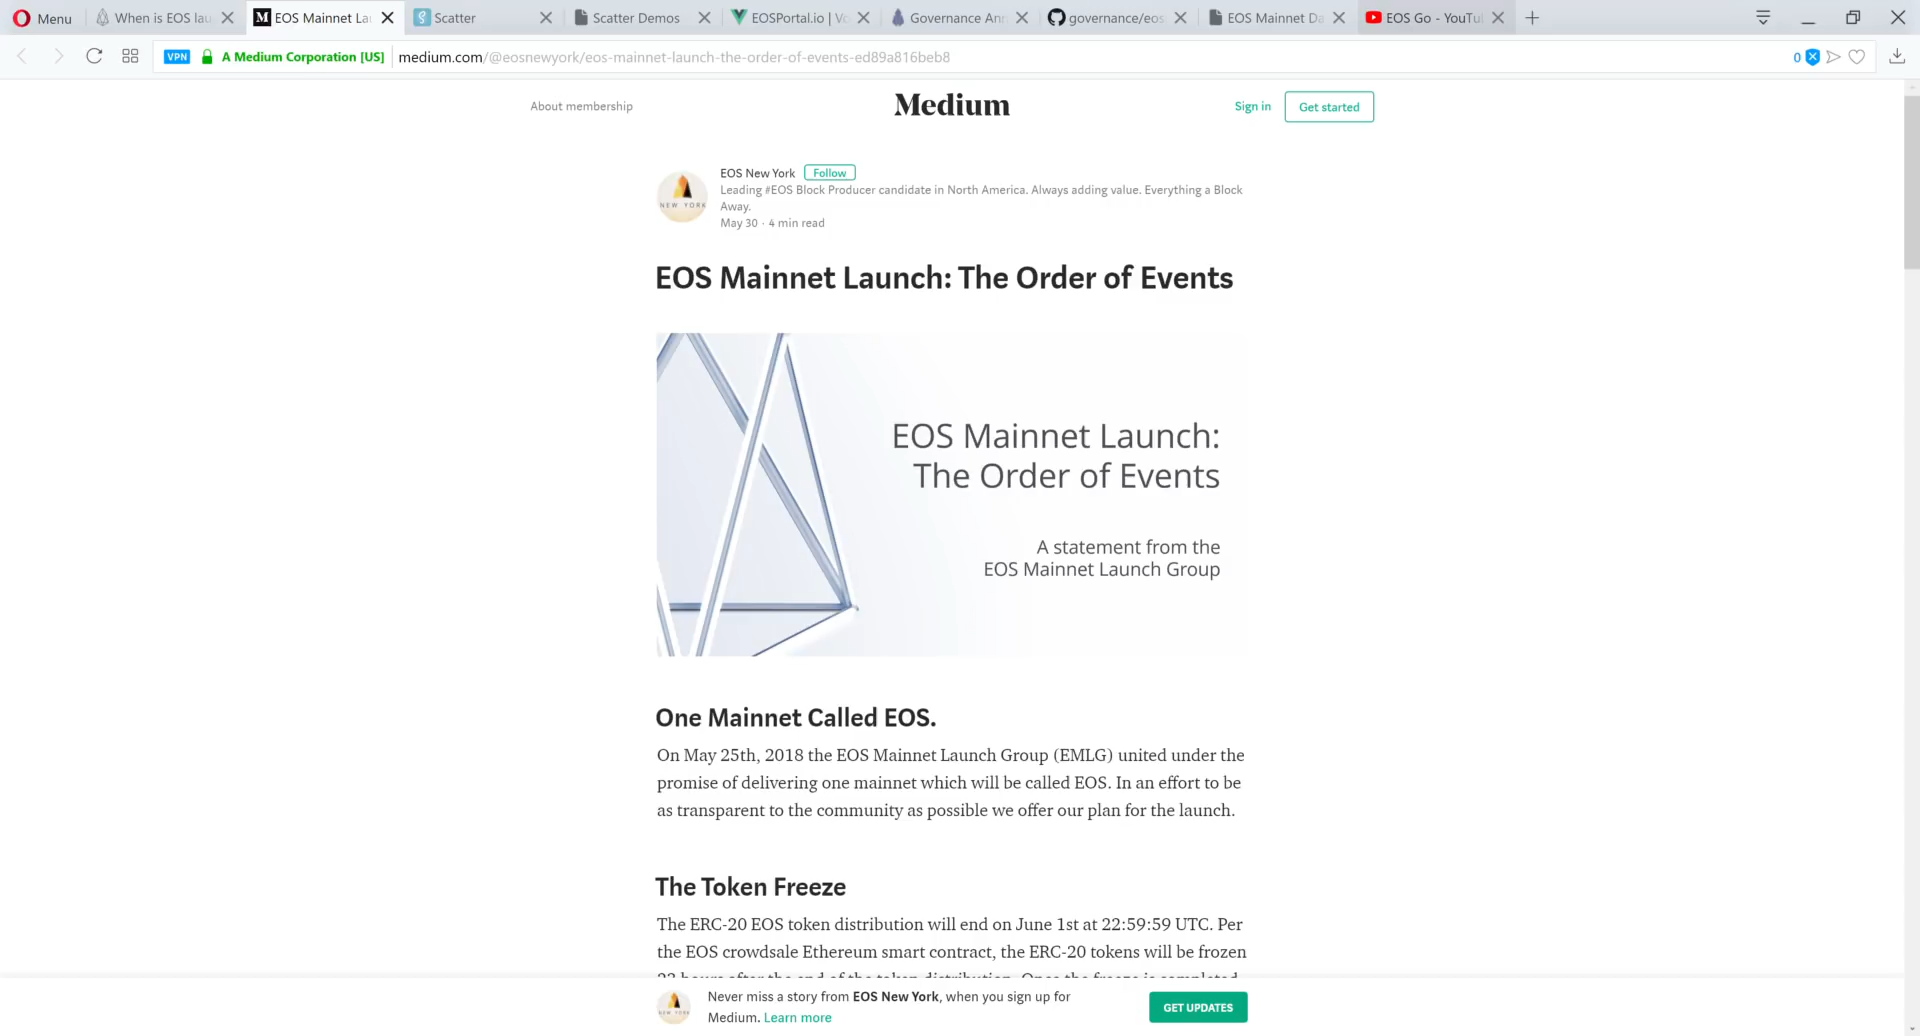 Menu
When is EOS lau
EOS Mainnet La
Scatter
Scatter Demos
EOSPortal.io | Vo
Governance An
governance/eos
EOS Mainnet Da
EOS Go - YouTu
VPN
A Medium Corporation [US]
medium.com/@eosnewyork/eos-mainnet-launch-the-order-of-events-ed89a816beb8
0
About membership
Medium
Sign in
Get started
EOS New York Follow
Leading #EOS Block Producer candidate in North America. Always adding value. Everything a Block
Away.
May 30 · 4 min read
NEW YORK
EOS Mainnet Launch: The Order of Events
EOS Mainnet Launch:
The Order of Events
A statement from the
EOS Mainnet Launch Group
One Mainnet Called EOS.
On May 25th, 2018 the EOS Mainnet Launch Group (EMLG) united under the
promise of delivering one mainnet which will be called EOS. In an effort to be
as transparent to the community as possible we offer our plan for the launch.
The Token Freeze
The ERC-20 EOS token distribution will end on June 1st at 22:59:59 UTC. Per
the EOS crowdsale Ethereum smart contract, the ERC-20 tokens will be frozen
Never miss a story from EOS New York, when you sign up for
Medium. Learn more
NEW YORK
GET UPDATES